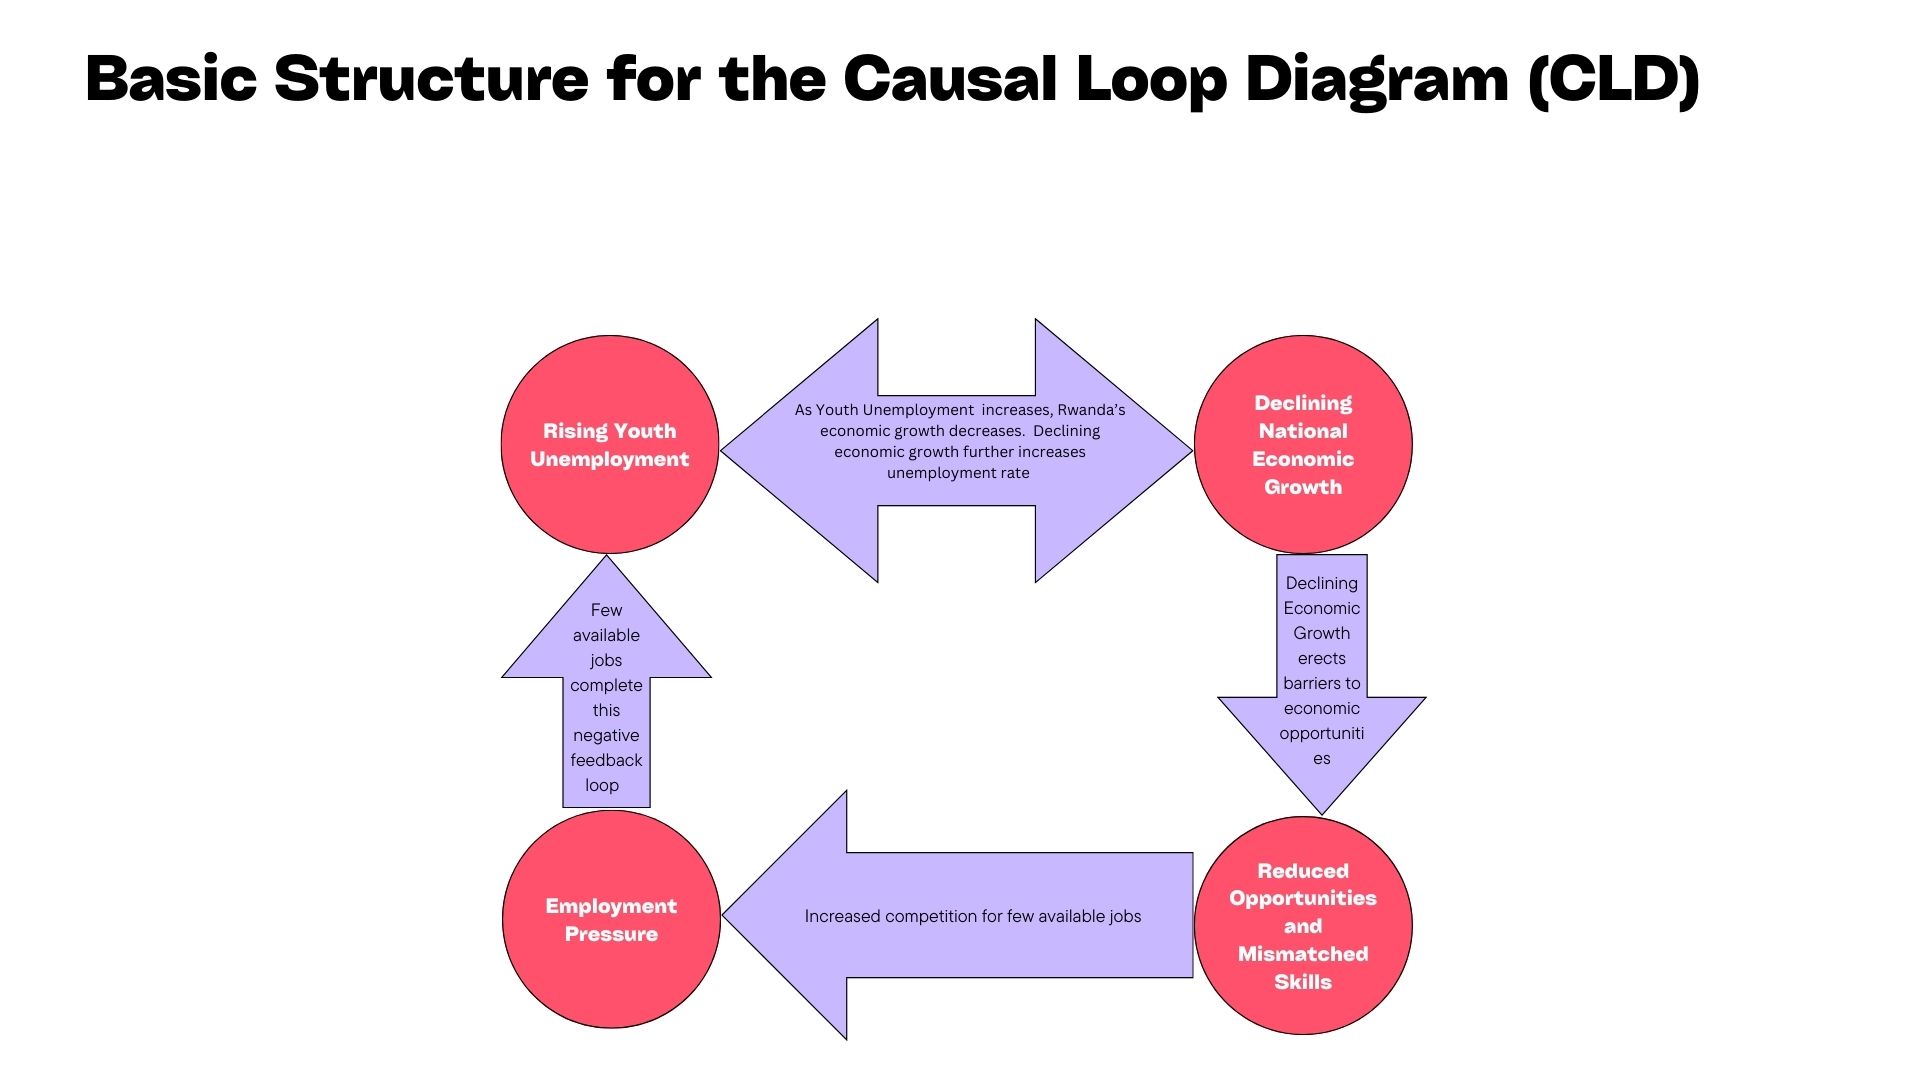 Basic Structure for the Causal Loop Diagram (CLD)
Rising Youth
Unemployment
As Youth Unemployment  increases, Rwanda’s
economic growth decreases.  Declining
economic growth further increases
unemployment rate
Declining
National
Economic
Growth
Declining
Economic
Growth
erects
barriers to
economic
opportuniti
es
Reduced
Opportunities
and
Mismatched
Skills
Increased competition for few available jobs
Employment
Pressure
Few
available
jobs
complete
this
negative
feedback
loop